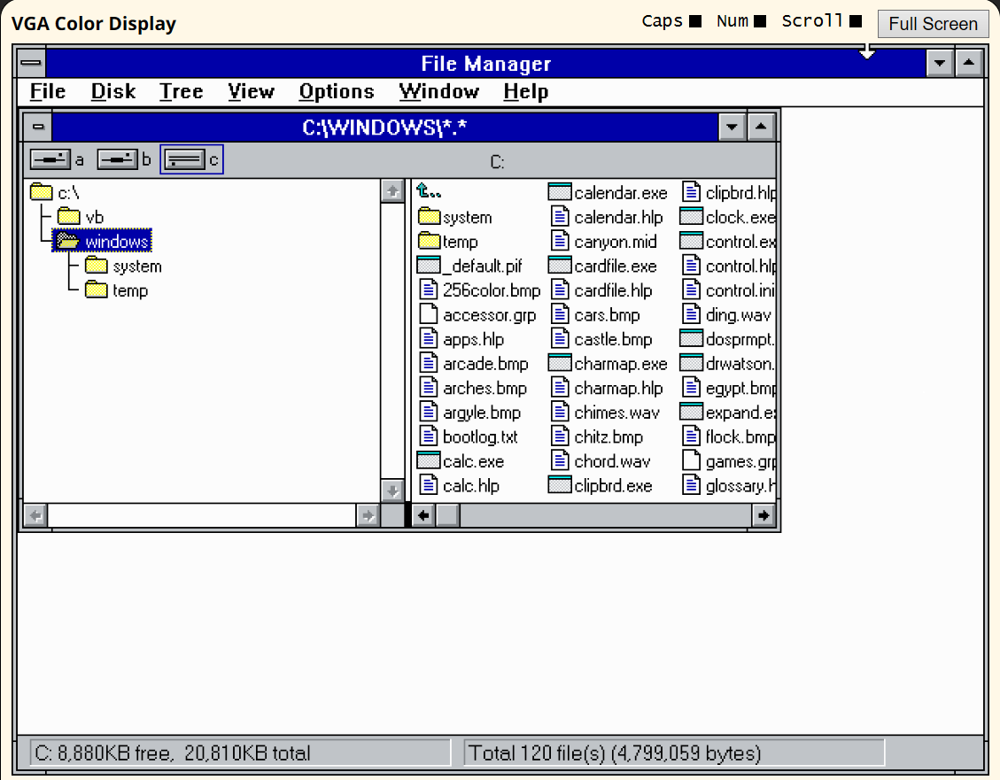 VGA Color Display
Caps Num Scroll Full Screen
File Manager
File Disk Tree View Options Window Help
C:\WINDOWS\*.*
a b c C:
c:\
vb
windows
system
temp
..
system
temp
_default.pif
256color.bmp
accessor.grp
apps.hlp
arcade.bmp
arches.bmp
argyle.bmp
bootlog.txt
calc.exe
calc.hlp
calendar.exe
calendar.hlp
canyon.mid
cardfile.exe
cardfile.hlp
cars.bmp
castle.bmp
charmap.exe
charmap.hlp
chimes.wav
chitz.bmp
chord.wav
clipbrd.exe
clipbrd.hlp
clock.exe
control.ex
control.hlp
control.ini
ding.wav
dosprmpt.
drwatson.
egypt.bmp
expand.ex
flock.bmp
games.grp
glossary.h
C: 8,880KB free, 20,810KB total
Total 120 file(s) (4,799,059 bytes)